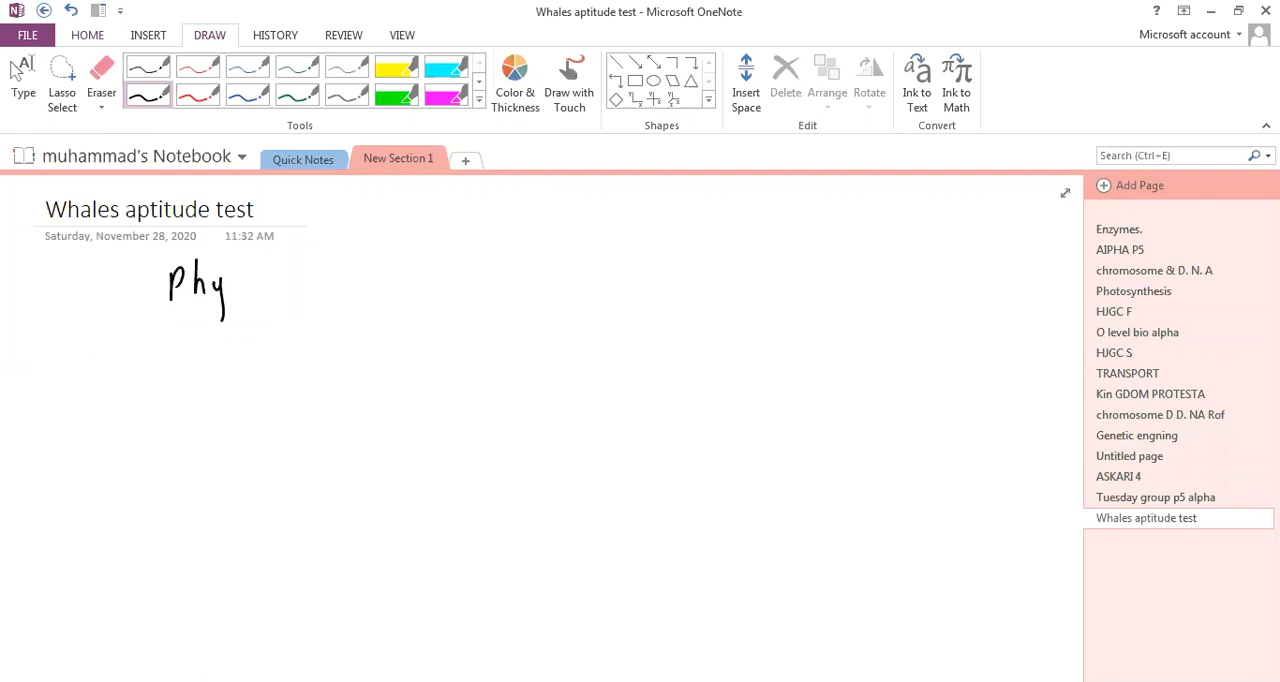 Whales aptitude test - Microsoft OneNote
?
FILE HOME INSERT DRAW HISTORY REVIEW VIEW
Microsoft account
Type
Lasso Select
Eraser
Color & Thickness
Draw with Touch
Insert Space
Delete
Arrange
Rotate
Ink to Text
Ink to Math
Tools Shapes Edit Convert
muhammad's Notebook Quick Notes New Section 1 +
Search (Ctrl+E)
Add Page
Whales aptitude test
Saturday, November 28, 2020 11:32 AM
Phy
Enzymes.
AIPHA P5
chromosome & D. N. A
Photosynthesis
HJGC F
O level bio alpha
HJGC S
TRANSPORT
Kin GDOM PROTESTA
chromosome D D. NA Rof
Genetic engning
Untitled page
ASKARI 4
Tuesday group p5 alpha
Whales aptitude test